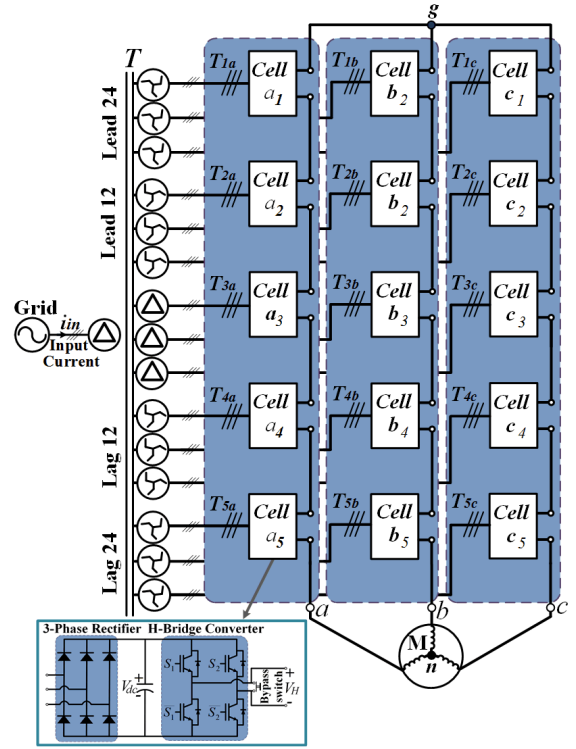 g
T
T1a
Cell a1
T1b
Cell b2
T1c
Cell c1
Lead 24
T2a
Cell a2
T2b
Cell b2
T2c
Cell c2
Lead 12
T3a
Cell a3
T3b
Cell b3
T3c
Cell c3
Grid
iin
Input
Current
T4a
Cell a4
T4b
Cell b4
T4c
Cell c4
Lag 12
T5a
Cell a5
T5b
Cell b5
T5c
Cell c5
Lag 24
a
b
c
M
n
3-Phase Rectifier
H-Bridge Converter
Vdc
+
-
S1
S2
S1
S2
Bypass
switch
+
VH
-